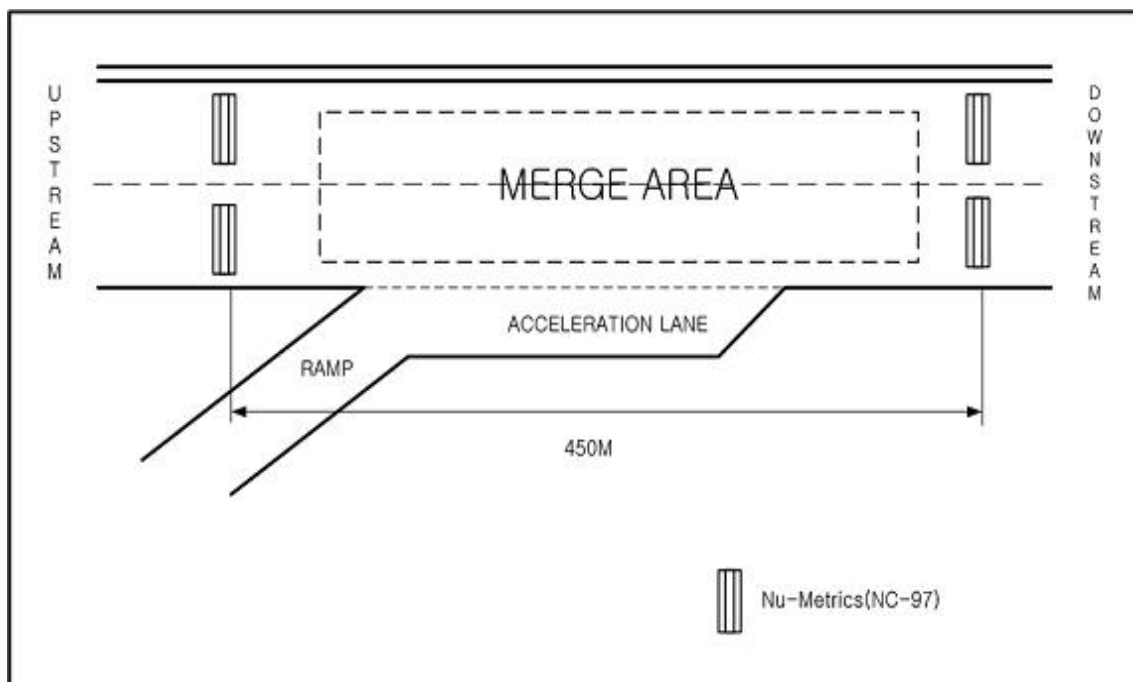 UPSTREAM
DOWNSTREAM
MERGE AREA
ACCELERATION LANE
RAMP
450M
Nu-Metrics(NC-97)